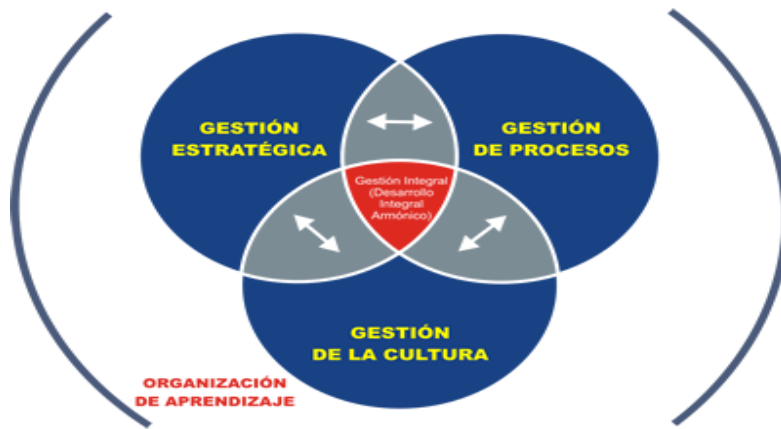 GESTIÓN
ESTRATÉGICA
GESTIÓN
DE PROCESOS
Gestión Integral
(Desarrollo
Integral
Armónico)
GESTIÓN
DE LA CULTURA
ORGANIZACIÓN
DE APRENDIZAJE